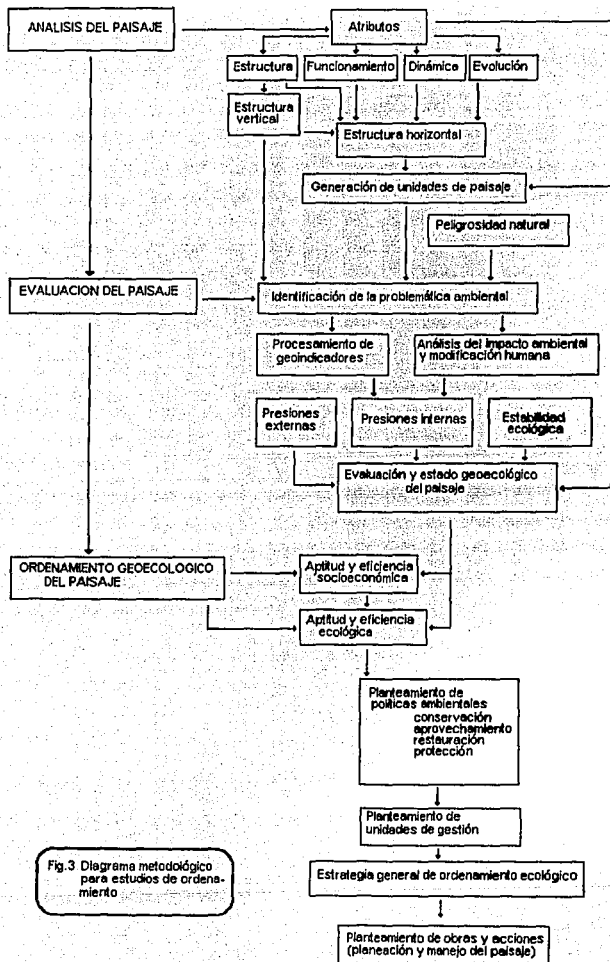 ANALISIS DEL PAISAJE
Atributos
Estructura
Funcionamiento
Dinámica
Evolución
Estructura
vertical
Estructura horizontal
Generación de unidades de paisaje
Peligrosidad natural
EVALUACION DEL PAISAJE
Identificación de la problemática ambiental
Procesamiento de
geoindicadores
Análisis del impacto ambiental
y modificación humana
Presiones
externas
Presiones internas
Estabilidad
ecológica
Evaluación y estado geoecológico
del paisaje
ORDENAMIENTO GEOECOLOGICO
DEL PAISAJE
Aptitud y eficiencia
socioeconómica
Aptitud y eficiencia
ecológica
Planteamiento de
políticas ambientales
conservación
aprovechamiento
restauración
protección
Planteamiento de
unidades de gestión
Fig.3 Diagrama metodológico
para estudios de ordena-
miento
Estrategia general de ordenamiento ecológico
Planteamiento de obras y acciones
(planeación y manejo del paisaje)